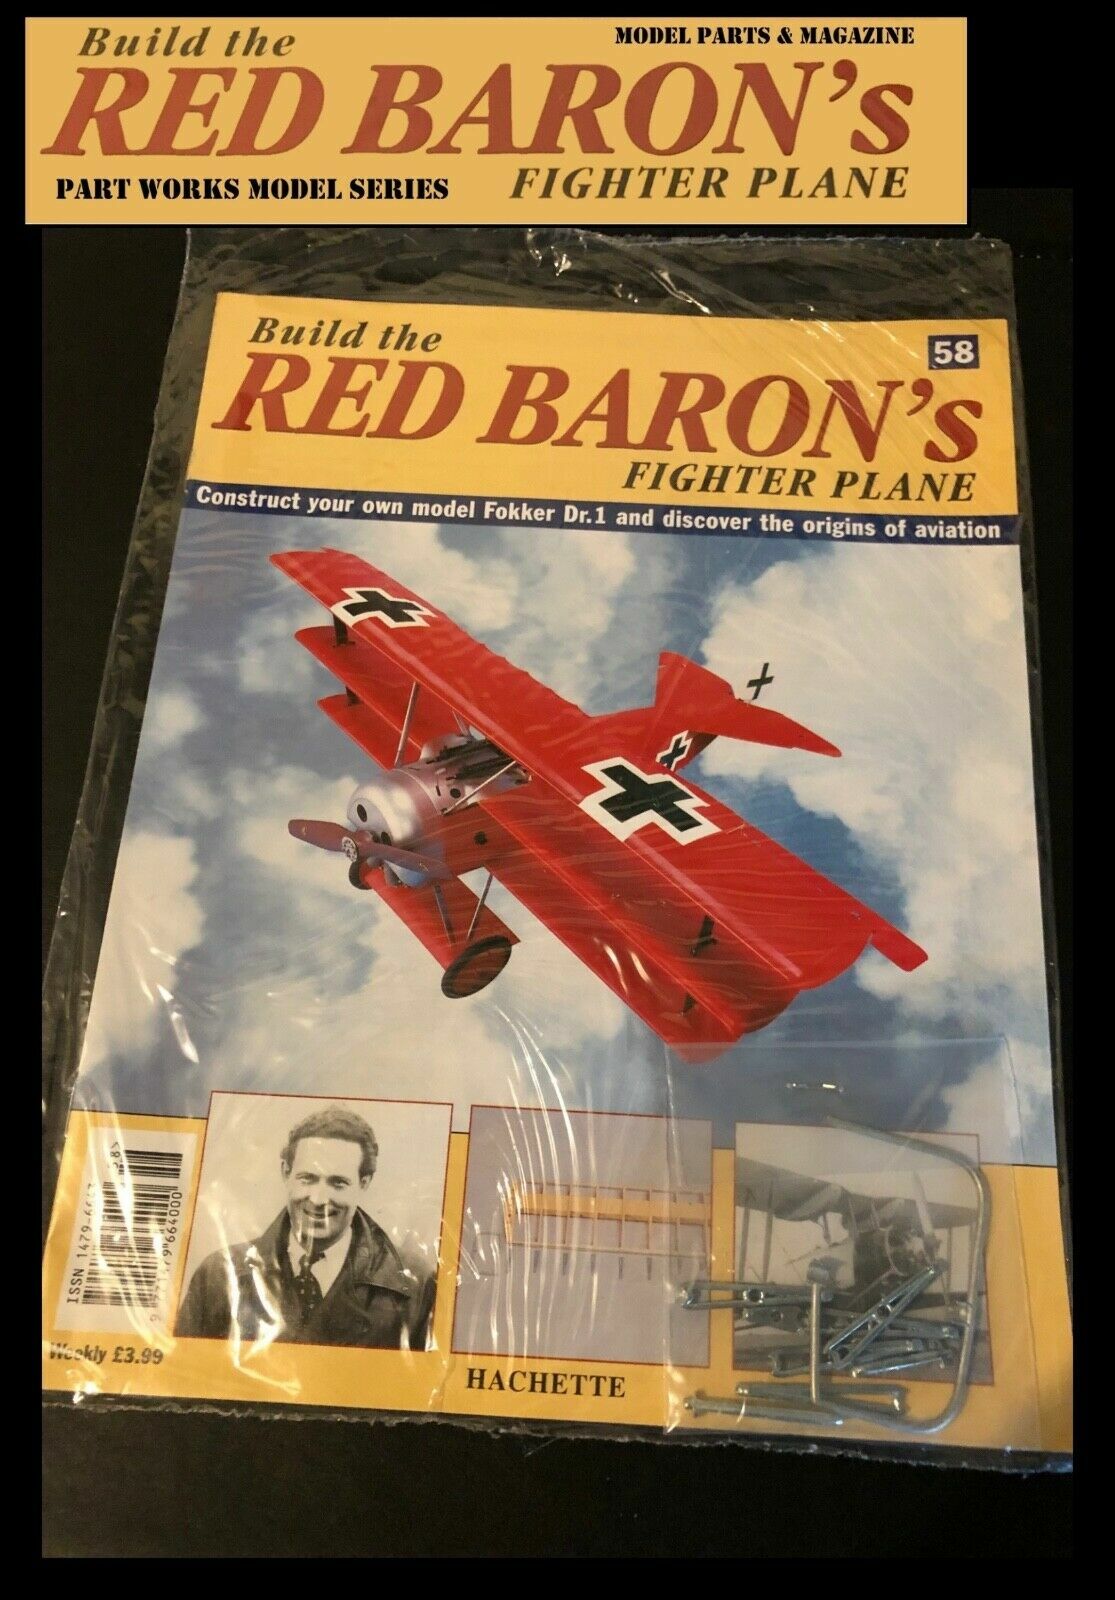 Build the
MODEL PARTS & MAGAZINE
RED BARON's
PART WORKS MODEL SERIES
FIGHTER PLANE
Build the
58
RED BARON's
FIGHTER PLANE
Construct your own model Fokker Dr.1 and discover the origins of aviation
ISSN 1479-6643
Weekly £3.99
HACHETTE